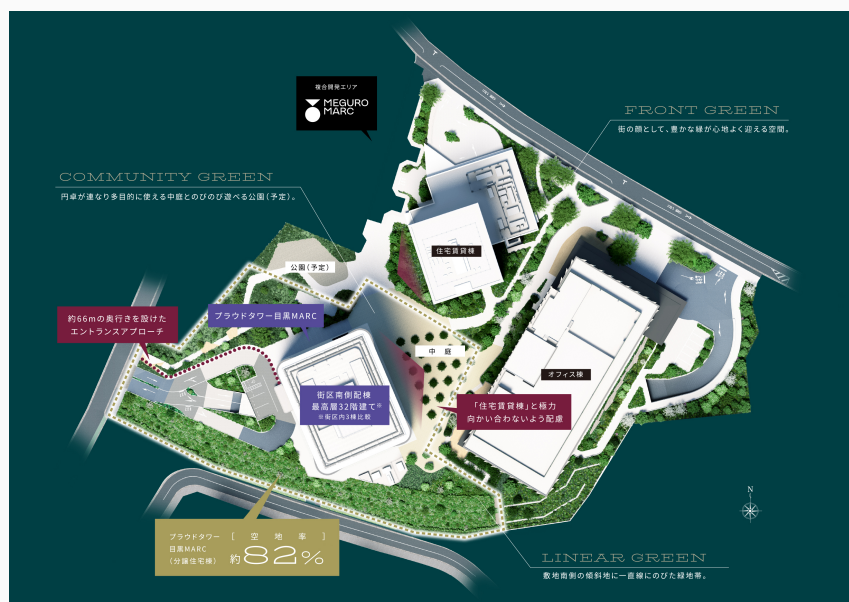 複合開発エリア
MEGURO
MARC
FRONT GREEN
街の顔として、豊かな緑が心地よく迎える空間。
COMMUNITY GREEN
円卓が連なり多目的に使える中庭とのびのび遊べる公園(予定)。
住宅賃貸棟
公園(予定)
約66mの奥行きを設けた
エントランスアプローチ
プラウドタワー目黒MARC
中 庭
オフィス棟
街区南側配棟
最高層32階建て※
※街区内3棟比較
「住宅賃貸棟」と極力
向かい合わないよう配慮
N
プラウドタワー
目黒MARC
(分譲住宅棟)
[ 空 地 率 ]
約82%
LINEAR GREEN
敷地南側の傾斜地に一直線にのびた緑地帯。